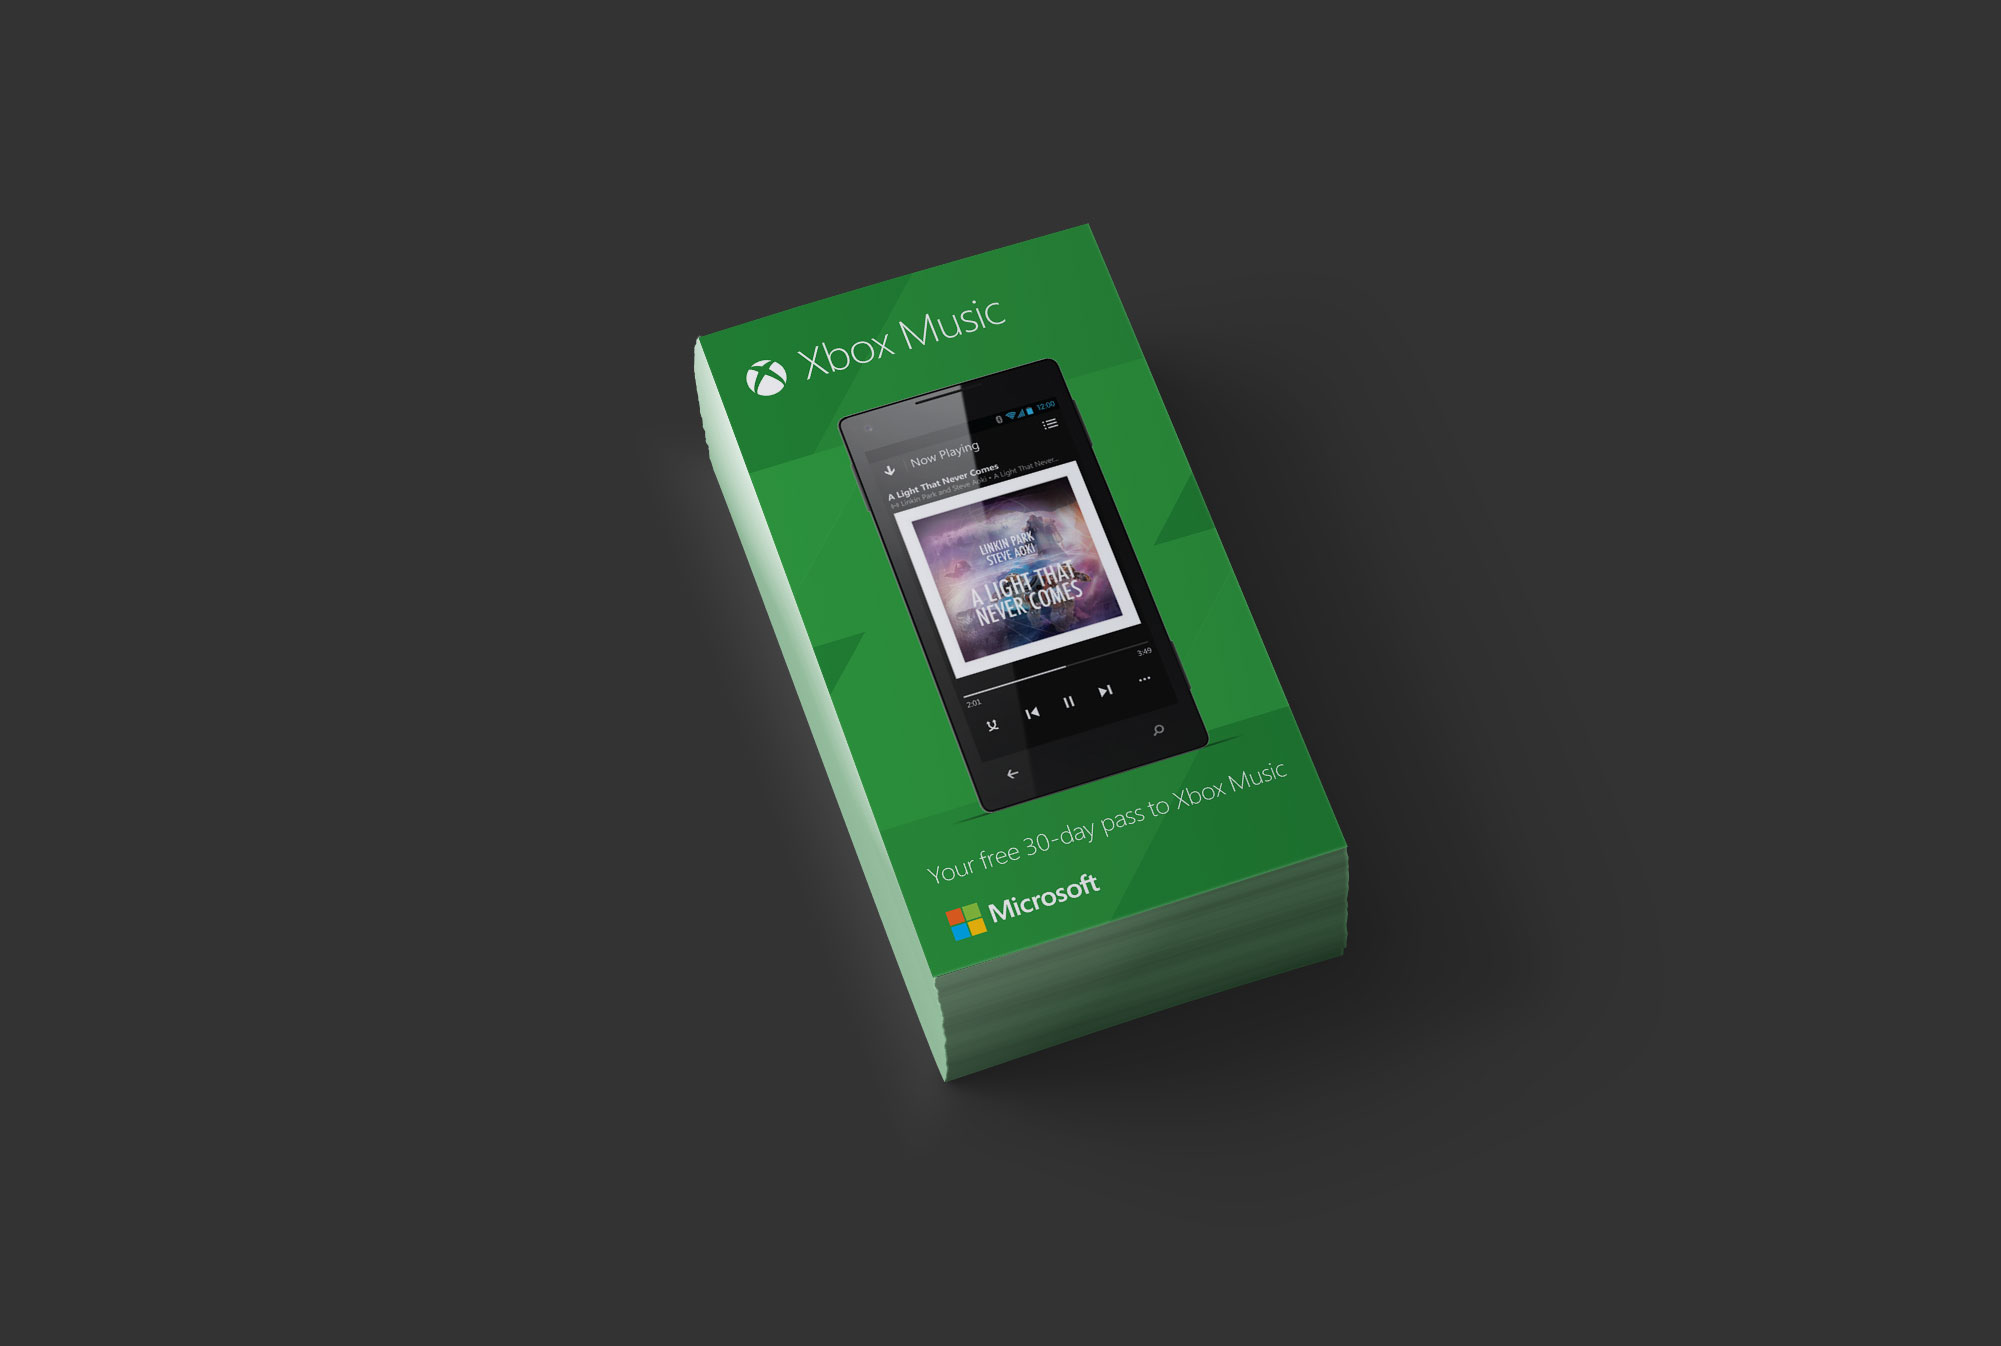 Xbox Music
12:00
Now Playing
A Light That Never Comes
Linkin Park and Steve Aoki • A Light That Never...
LINKIN PARK
STEVE AOKI
A LIGHT THAT
NEVER COMES
2:01
3:49
Your free 30-day pass to Xbox Music
Microsoft